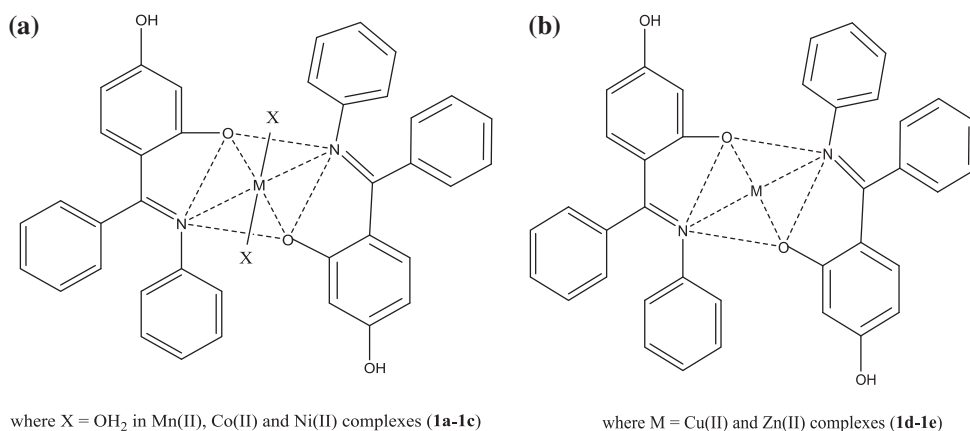 (a)
OH
X
O
N
M
N
O
X
OH
where X = OH₂ in Mn(II), Co(II) and Ni(II) complexes (1a-1c)
(b)
OH
O
N
M
N
O
OH
where M = Cu(II) and Zn(II) complexes (1d-1e)